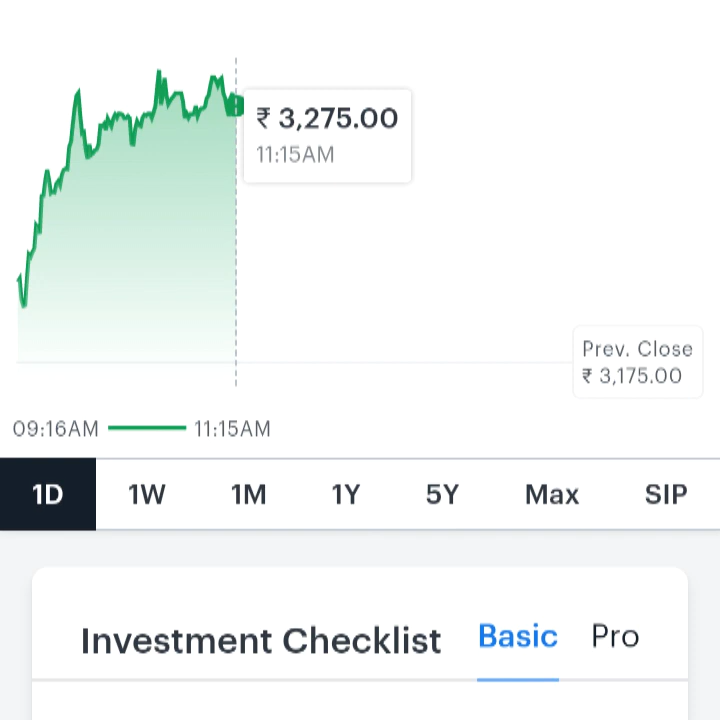 ₹ 3,275.00
11:15AM
Prev. Close
₹ 3,175.00
09:16AM 11:15AM
1D 1W 1M 1Y 5Y Max SIP
Investment Checklist Basic Pro